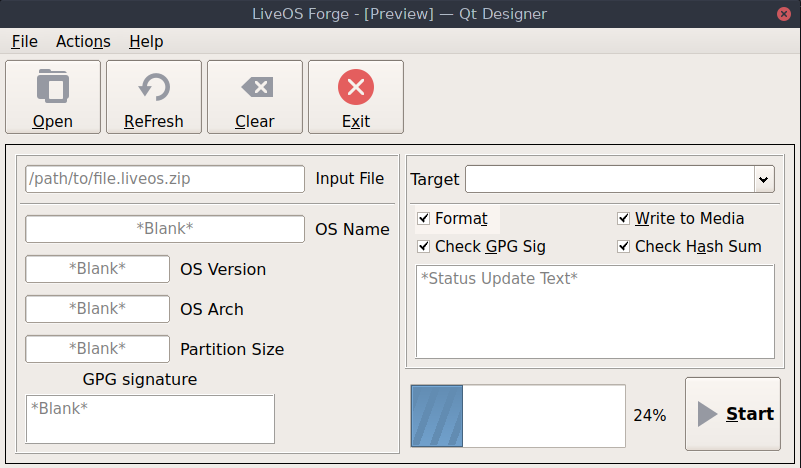 LiveOS Forge - [Preview] — Qt Designer
File Actions Help
Open ReFresh Clear Exit
/path/to/file.liveos.zip Input File
*Blank* OS Name
*Blank* OS Version
*Blank* OS Arch
*Blank* Partition Size
GPG signature
*Blank*
Target
Format Write to Media
Check GPG Sig Check Hash Sum
*Status Update Text*
24% Start